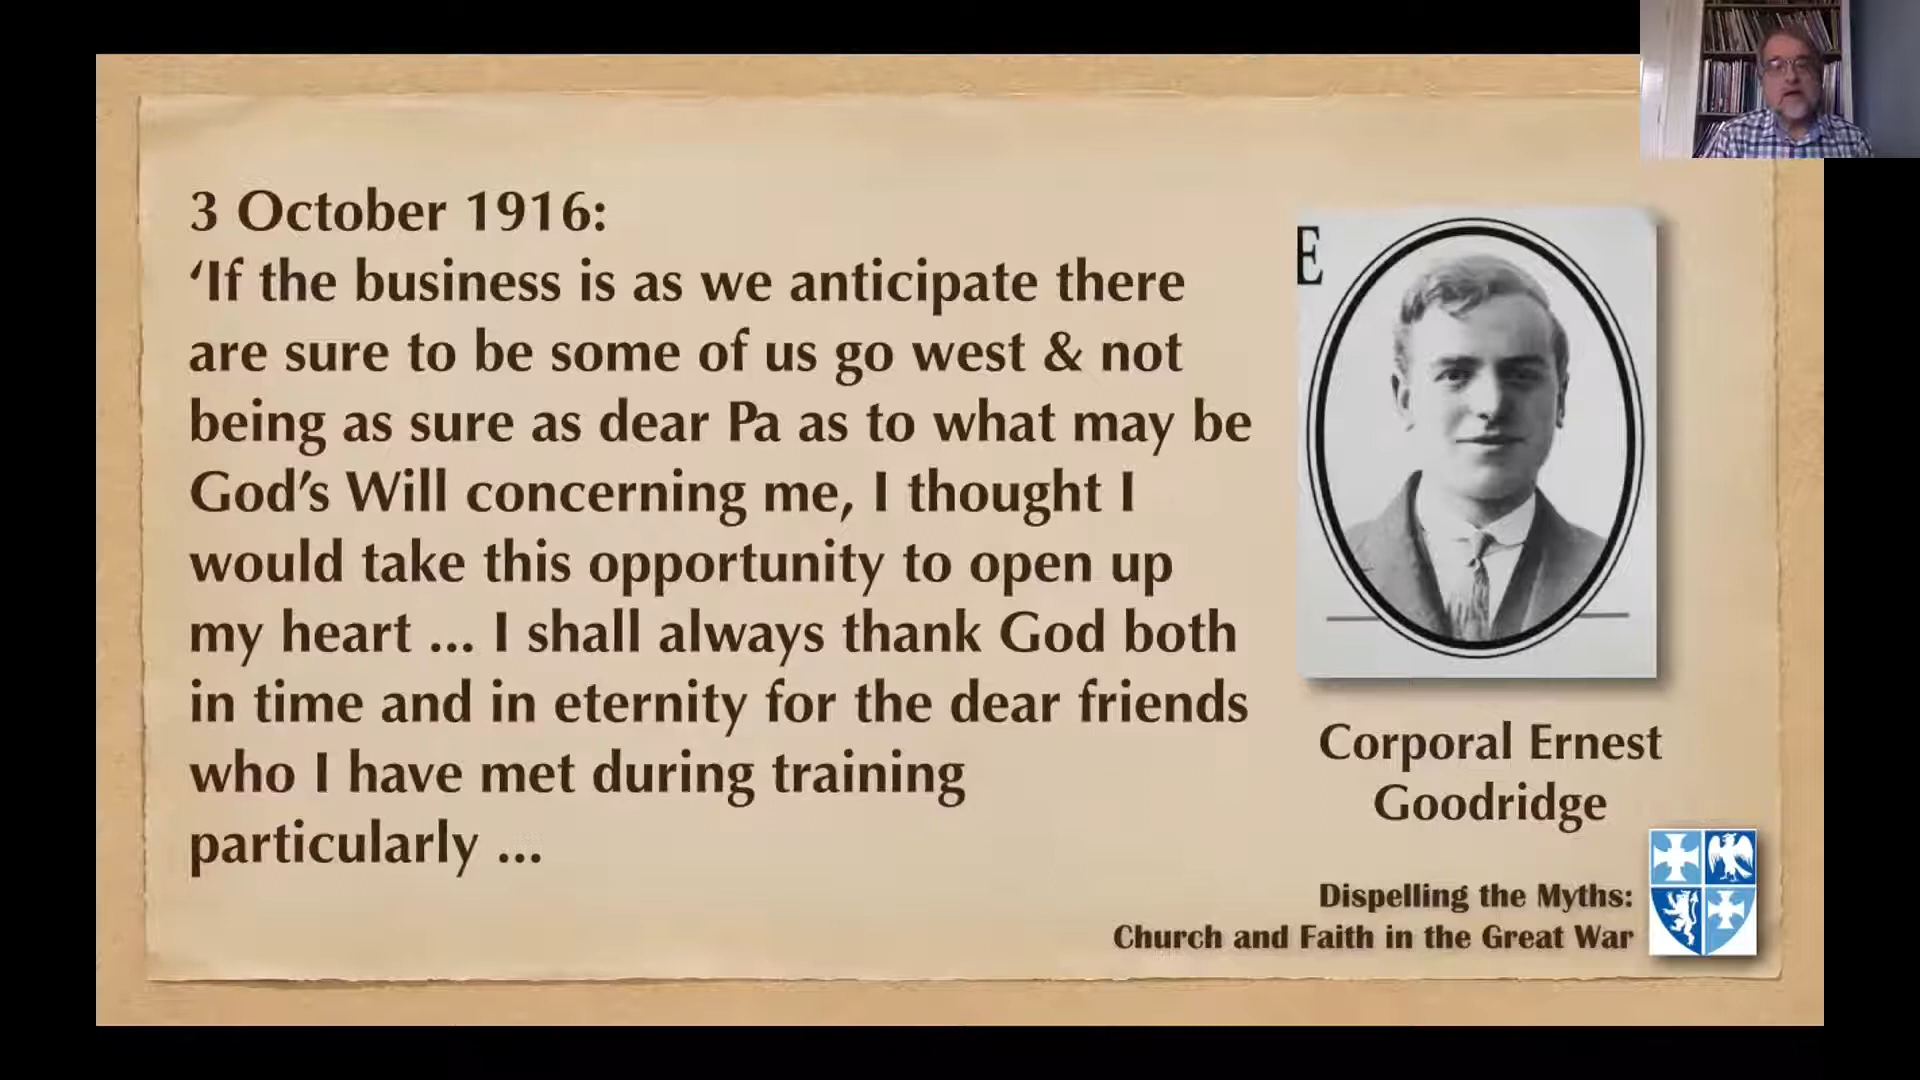 3 October 1916:
‘If the business is as we anticipate there
are sure to be some of us go west & not
being as sure as dear Pa as to what may be
God’s Will concerning me, I thought I
would take this opportunity to open up
my heart ... I shall always thank God both
in time and in eternity for the dear friends
who I have met during training
particularly ...
E
Corporal Ernest
Goodridge
Dispelling the Myths:
Church and Faith in the Great War